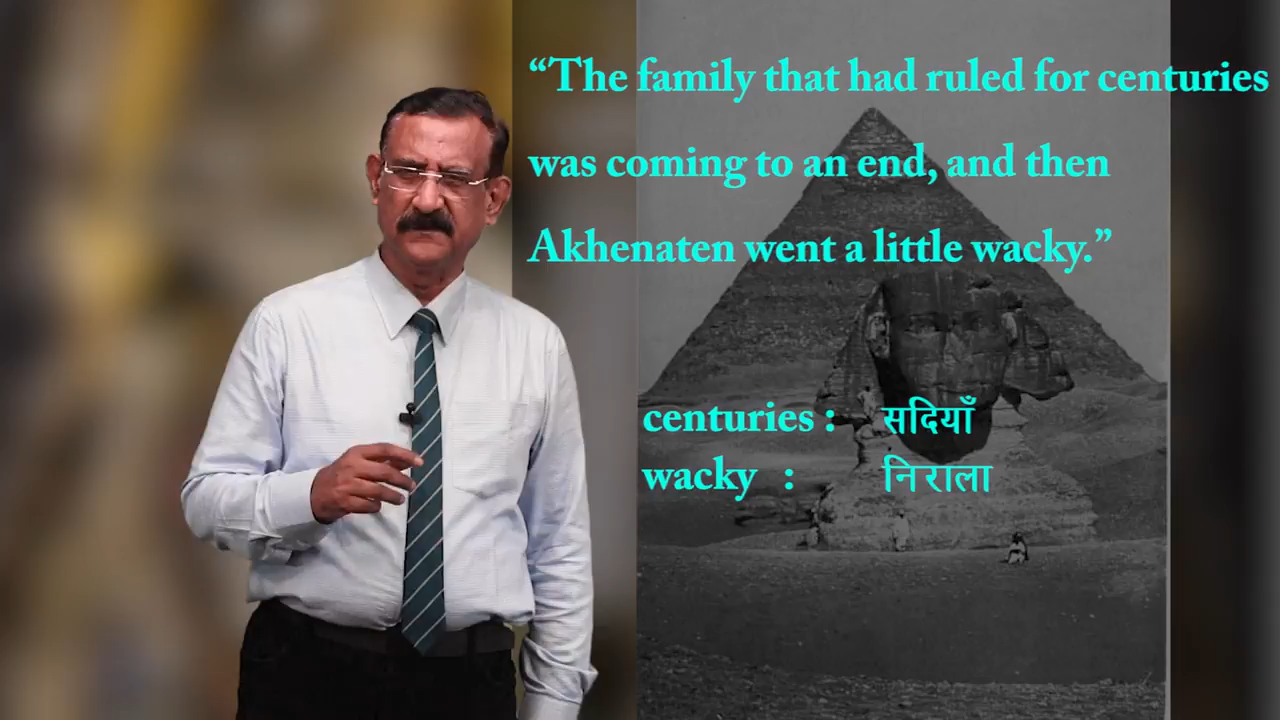 “The family that had ruled for centuries
was coming to an end, and then
Akhenaten went a little wacky.”
centuries : सदियाँ
wacky : निराला